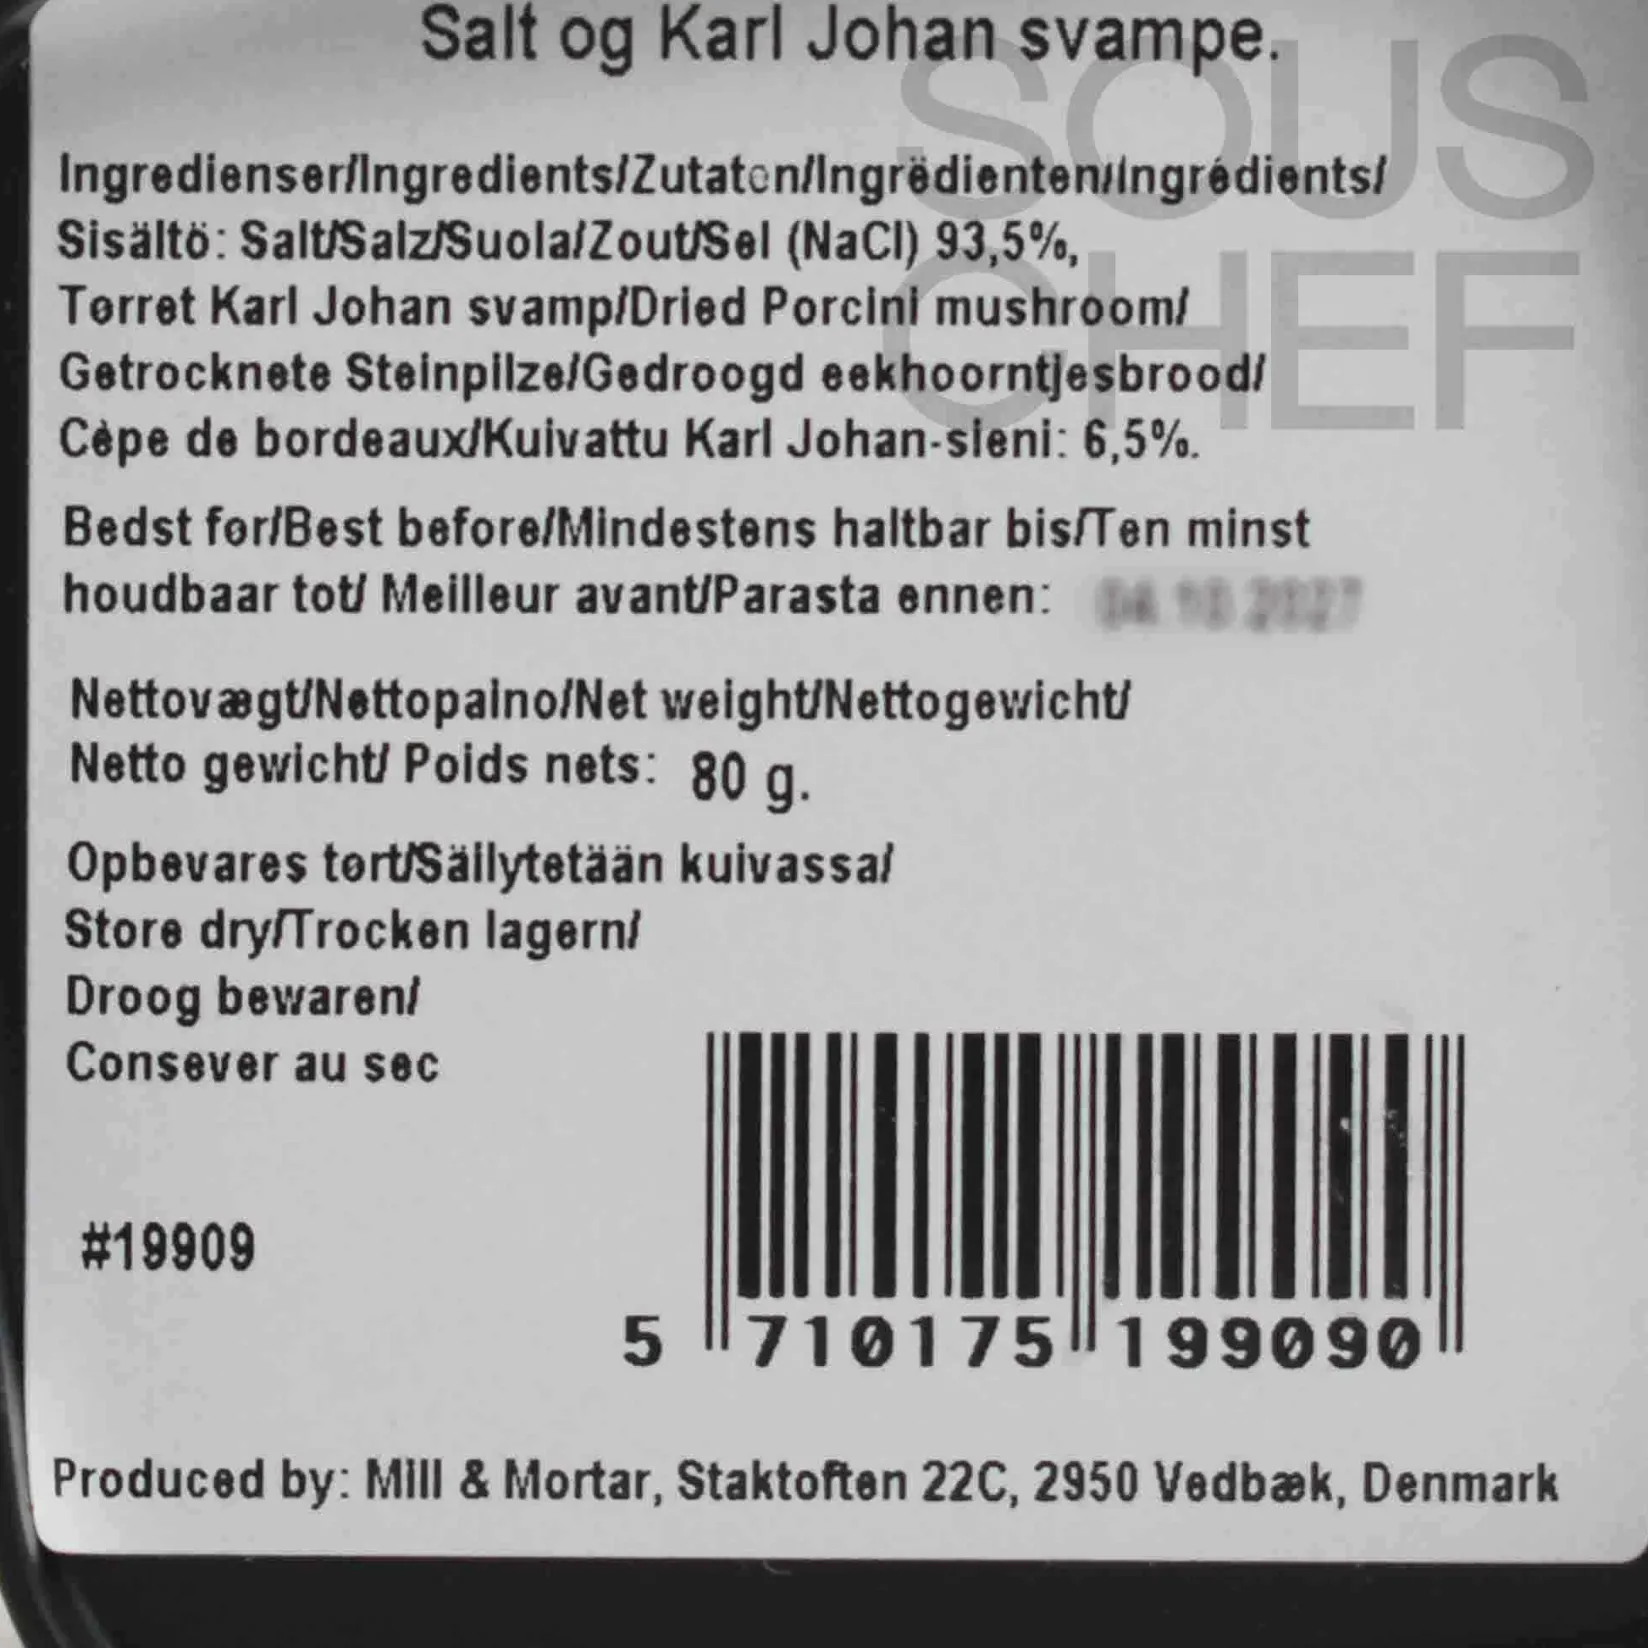 Salt og Karl Johan svampe.
SOUS
CHEF
Ingredienser/Ingredients/Zutaten/Ingrëdienten/Ingrédients/
Sisältö: Salt/Salz/Suola/Zout/Sel (NaCl) 93,5%,
Tørret Karl Johan svamp/Dried Porcini mushroom/
Getrocknete Steinpilze/Gedroogd eekhoorntjesbrood/
Cèpe de bordeaux/Kuivattu Karl Johan-sieni: 6,5%.
Bedst før/Best before/Mindestens haltbar bis/Ten minst
houdbaar tot/ Meilleur avant/Parasta ennen:
Nettovægt/Nettopaino/Net weight/Nettogewicht/
Netto gewicht/ Poids nets: 80 g.
Opbevares tørt/Säilytetään kuivassa/
Store dry/Trocken lagern/
Droog bewaren/
Consever au sec
#19909
5 710175 199090
Produced by: Mill & Mortar, Staktoften 22C, 2950 Vedbæk, Denmark